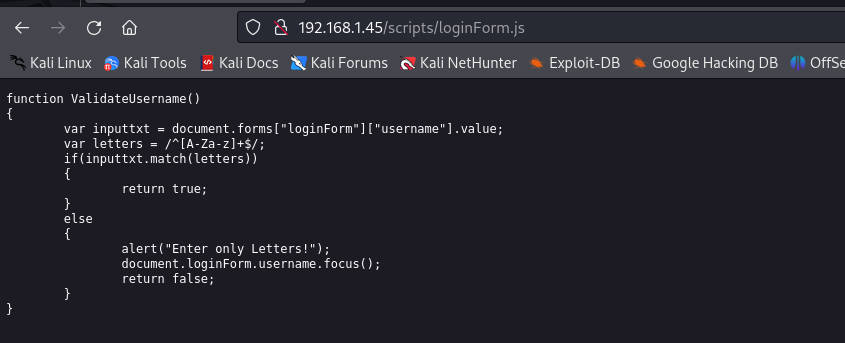 192.168.1.45/scripts/loginForm.js
Kali Linux Kali Tools Kali Docs Kali Forums Kali NetHunter Exploit-DB Google Hacking DB OffSe
function ValidateUsername()
{
var inputtxt = document.forms["loginForm"]["username"].value;
var letters = /^[A-Za-z]+$/;
if(inputtxt.match(letters))
{
return true;
}
else
{
alert("Enter only Letters!");
document.loginForm.username.focus();
return false;
}
}